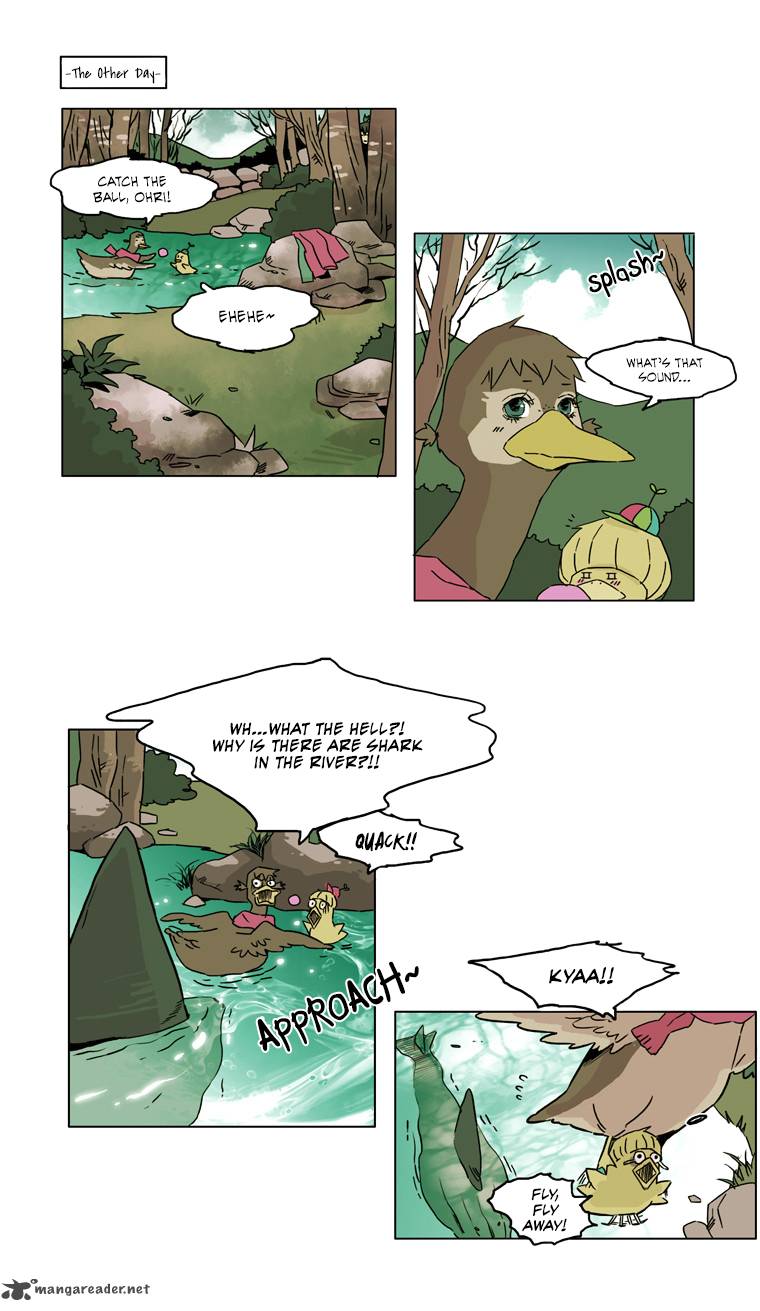 -The Other Day-
CATCH THE
BALL, OHRI!
EHEHE~
splash~
WHAT'S THAT
SOUND...
WH...WHAT THE HELL?!
WHY IS THERE ARE SHARK
IN THE RIVER?!!
QUACK!!
APPROACH~
KYAA!!
FLY,
FLY
AWAY!
mangareader.net